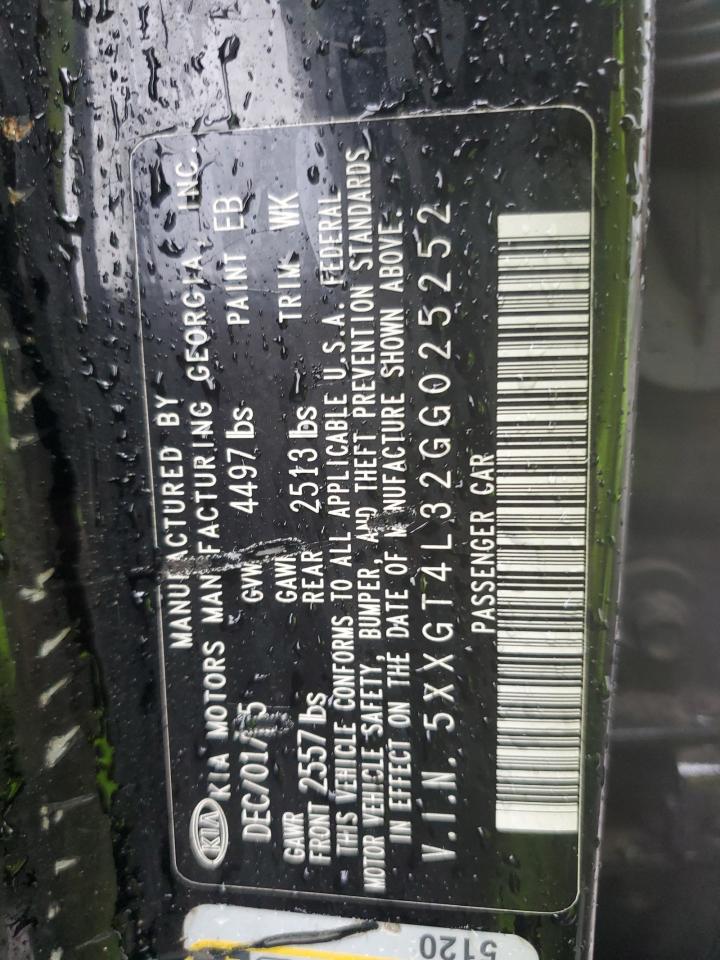 MANUFACTURED BY
KIA KIA MOTORS MANUFACTURING GEORGIA, INC.
DEC/01/15 GVWR 4497 lbs PAINT EB
GAWR FRONT 2557 lbs GAWR REAR 2513 lbs TRIM WK
THIS VEHICLE CONFORMS TO ALL APPLICABLE U.S.A. FEDERAL
MOTOR VEHICLE SAFETY, BUMPER, AND THEFT PREVENTION STANDARDS
IN EFFECT ON THE DATE OF MANUFACTURE SHOWN ABOVE.
V.I.N. 5XXGT4L32GG025252
PASSENGER CAR
5120